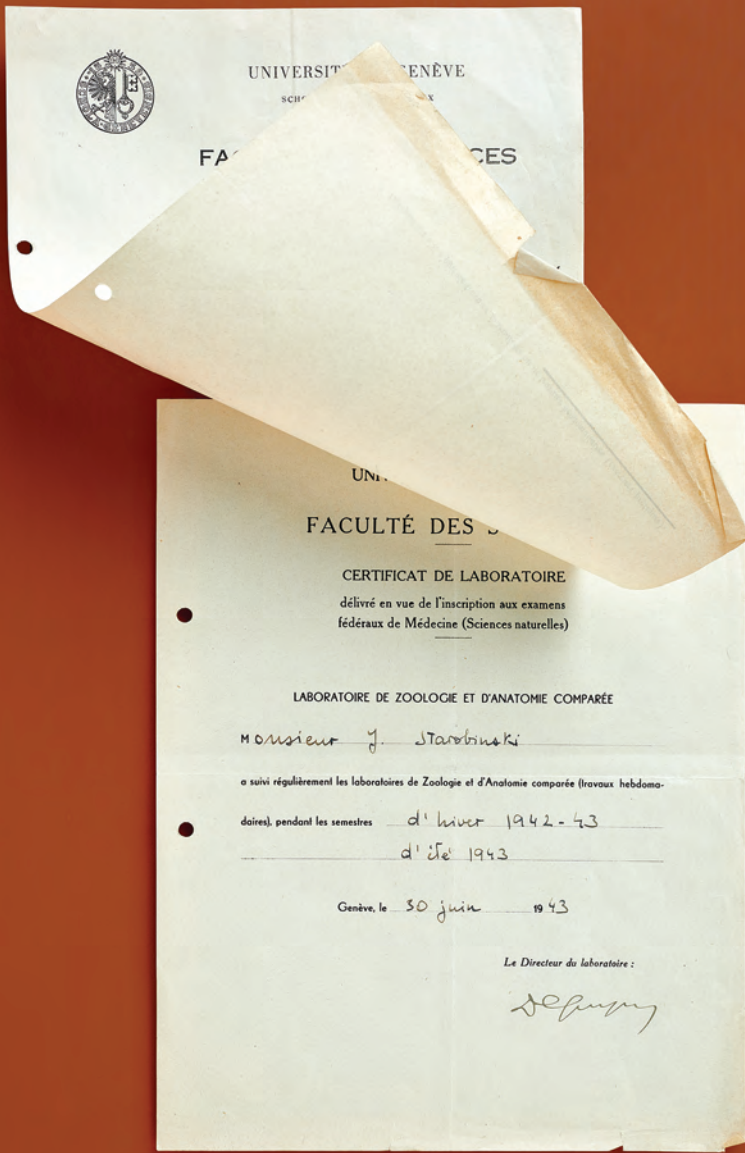 UNIVERSIT ENÈVE
SCH X
FA CES
UNI
FACULTÉ DES S
CERTIFICAT DE LABORATOIRE
délivré en vue de l'inscription aux examens
fédéraux de Médecine (Sciences naturelles)
LABORATOIRE DE ZOOLOGIE ET D'ANATOMIE COMPARÉE
Monsieur J. Starobinski
a suivi régulièrement les laboratoires de Zoologie et d'Anatomie comparée (travaux hebdoma-
daires), pendant les semestres d'hiver 1942-43
d'été 1943
Genève, le 30 juin 1943
Le Directeur du laboratoire :